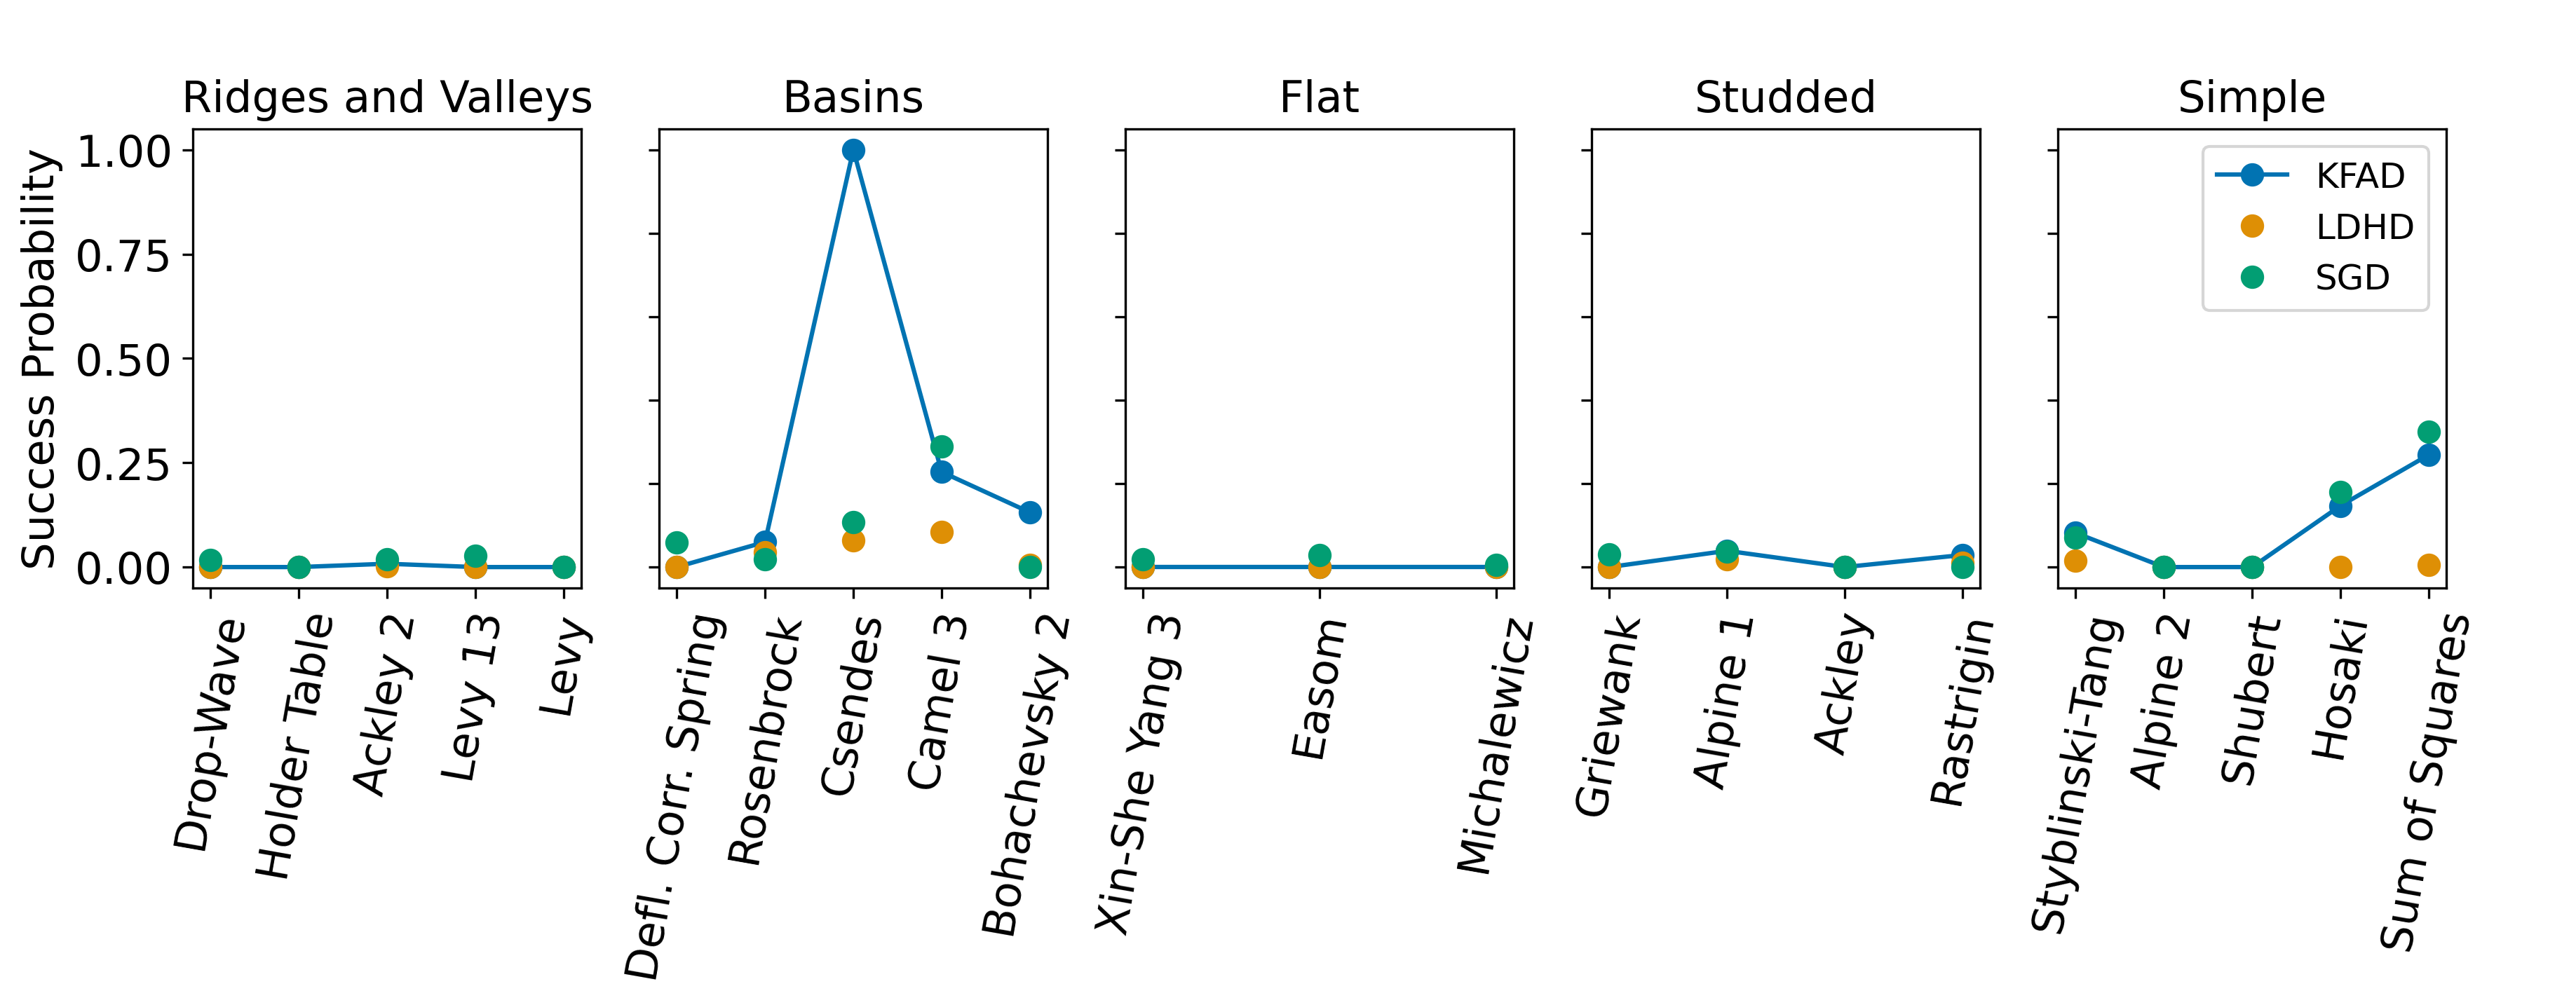 Ridges and Valleys
Basins
Flat
Studded
Simple
Success Probability
1.00
0.75
0.50
0.25
0.00
KFAD
LDHD
SGD
Drop-Wave
Holder Table
Ackley 2
Levy 13
Levy
Defl. Corr. Spring
Rosenbrock
Csendes
Camel 3
Bohachevsky 2
Xin-She Yang 3
Easom
Michalewicz
Griewank
Alpine 1
Ackley
Rastrigin
Styblinski-Tang
Alpine 2
Shubert
Hosaki
Sum of Squares